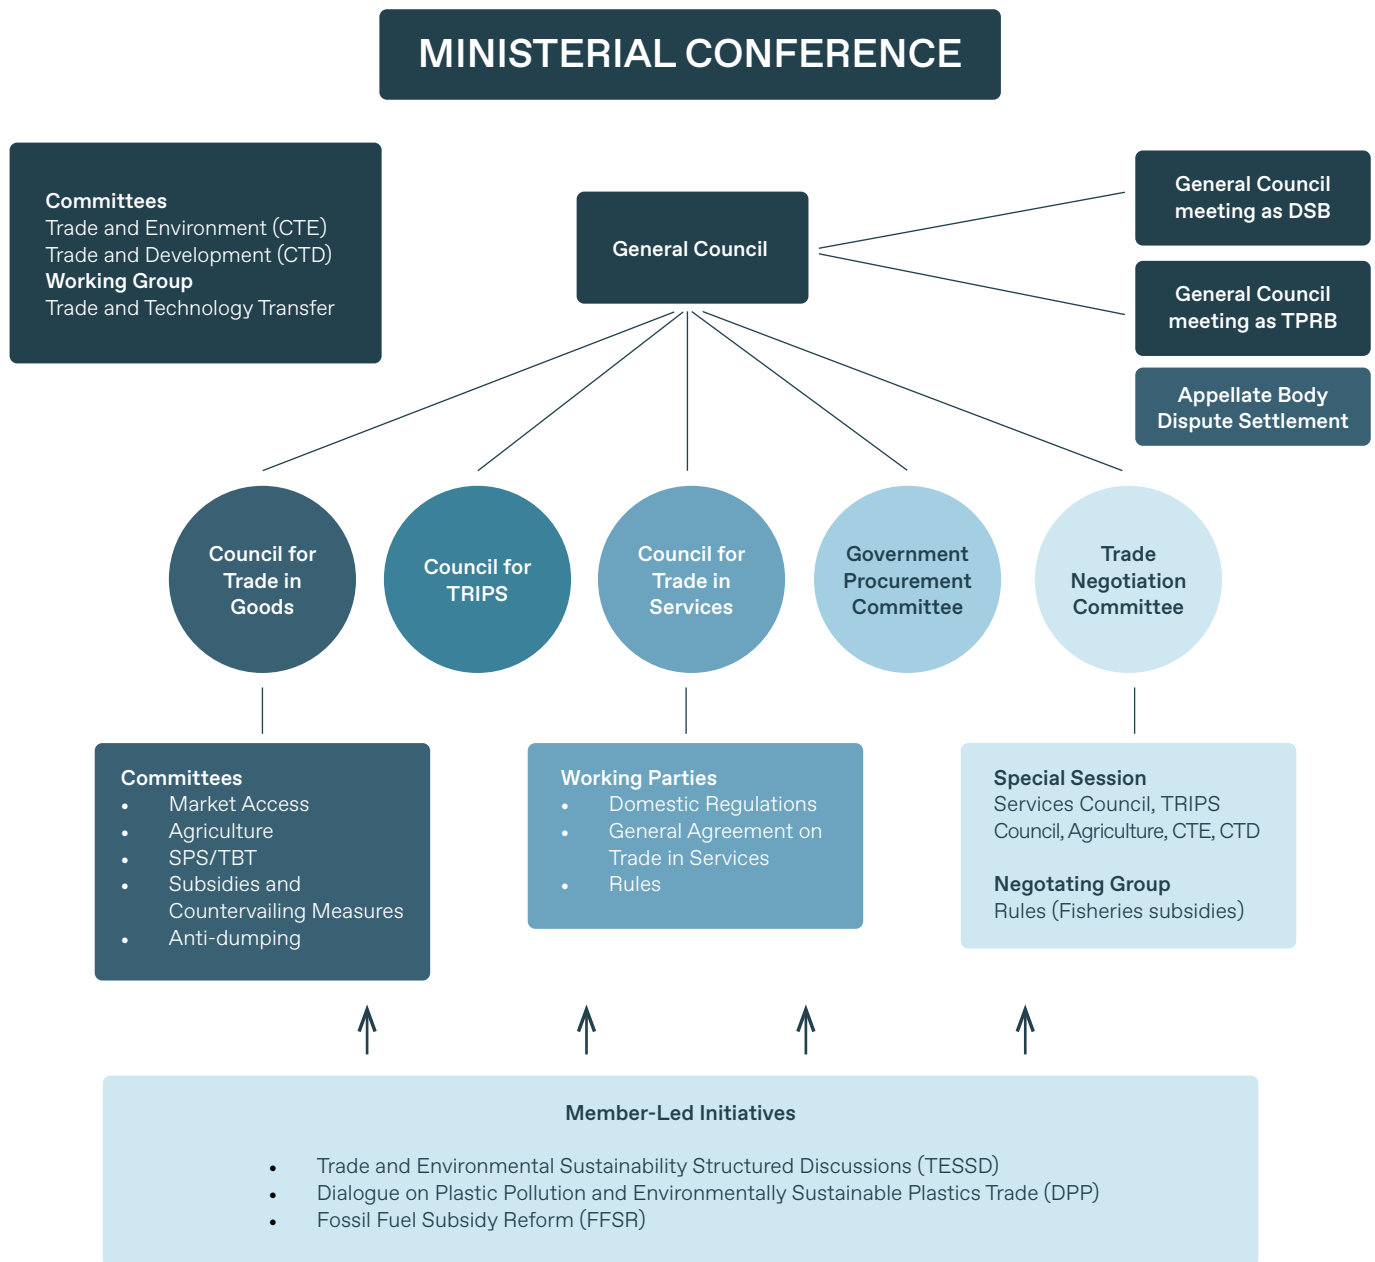 MINISTERIAL CONFERENCE
Committees
Trade and Environment (CTE)
Trade and Development (CTD)
Working Group
Trade and Technology Transfer
General Council
General Council
meeting as DSB
General Council
meeting as TPRB
Appellate Body
Dispute Settlement
Council for
Trade in
Goods
Council for
TRIPS
Council for
Trade in
Services
Government
Procurement
Committee
Trade
Negotiation
Committee
Committees
• Market Access
• Agriculture
• SPS/TBT
• Subsidies and
Countervailing Measures
• Anti-dumping
Working Parties
• Domestic Regulations
• General Agreement on
Trade in Services
• Rules
Special Session
Services Council, TRIPS
Council, Agriculture, CTE, CTD
Negotating Group
Rules (Fisheries subsidies)
Member-Led Initiatives
• Trade and Environmental Sustainability Structured Discussions (TESSD)
• Dialogue on Plastic Pollution and Environmentally Sustainable Plastics Trade (DPP)
• Fossil Fuel Subsidy Reform (FFSR)